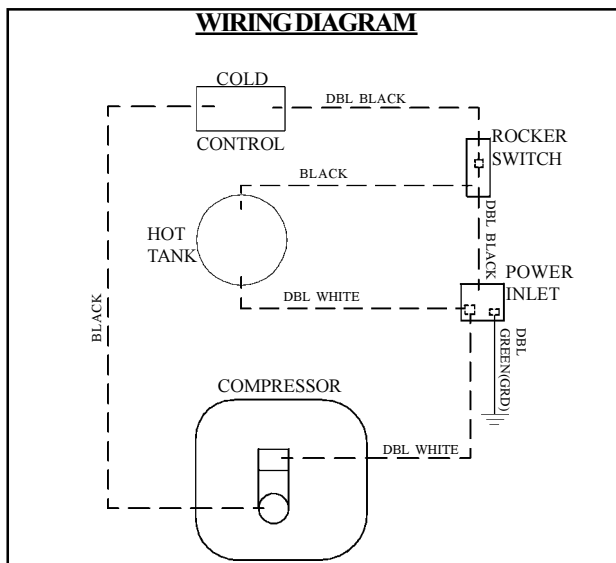 WIRING DIAGRAM
COLD
CONTROL
DBL BLACK
ROCKER
SWITCH
BLACK
HOT
TANK
DBL BLACK
POWER
INLET
DBL WHITE
DBL
GREEN(GRD)
BLACK
COMPRESSOR
DBL WHITE